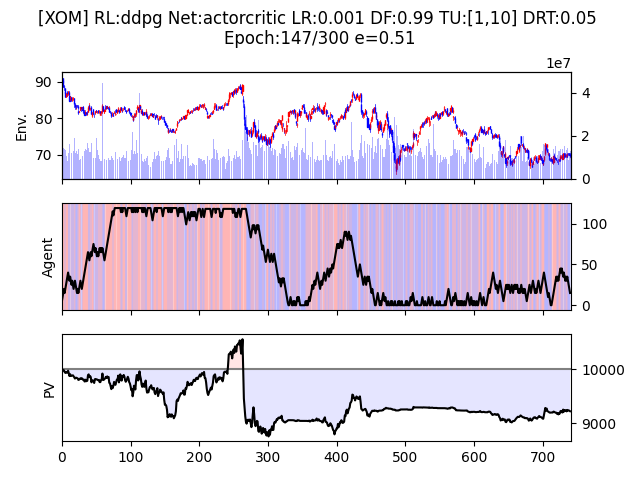 [XOM] RL:ddpg Net:actorcritic LR:0.001 DF:0.99 TU:[1,10] DRT:0.05
Epoch:147/300 e=0.51
1e7
90
80
70
Env.
4
2
0
Agent
100
50
0
PV
10000
9000
0 100 200 300 400 500 600 700